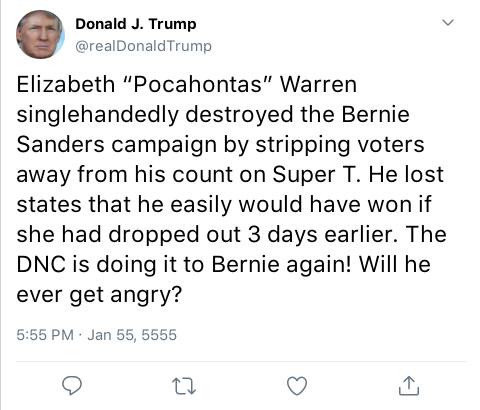 Donald J. Trump
@realDonaldTrump
Elizabeth “Pocahontas” Warren
singlehandedly destroyed the Bernie
Sanders campaign by stripping voters
away from his count on Super T. He lost
states that he easily would have won if
she had dropped out 3 days earlier. The
DNC is doing it to Bernie again! Will he
ever get angry?
5:55 PM · Jan 55, 5555